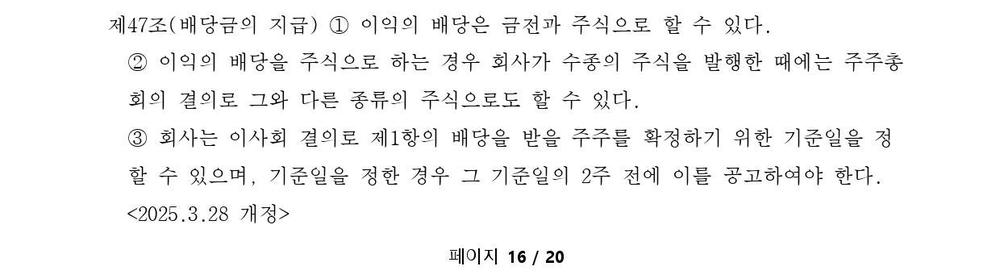 제47조(배당금의 지급) ① 이익의 배당은 금전과 주식으로 할 수 있다.
② 이익의 배당을 주식으로 하는 경우 회사가 수종의 주식을 발행한 때에는 주주총
회의 결의로 그와 다른 종류의 주식으로도 할 수 있다.
③ 회사는 이사회 결의로 제1항의 배당을 받을 주주를 확정하기 위한 기준일을 정
할 수 있으며, 기준일을 정한 경우 그 기준일의 2주 전에 이를 공고하여야 한다.
<2025.3.28 개정>
페이지 16 / 20